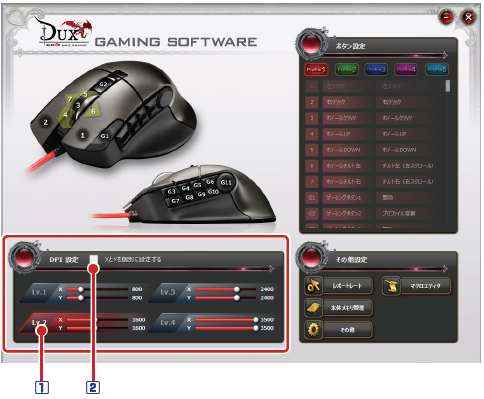 DUX
GAMING SOFTWARE
G2
5
7
4
3
6
2
1
G1
G3 G4 G5 G6 G11
G7 G8 G9 G10
ボタン設定
Profile1 Profile2 Profile3 Profile4 Profile5
1 左クリック 左クリック
2 右クリック 右クリック
3 ホイールクリック ホイールクリック
4 ホイールUP ホイールUP
5 ホイールDOWN ホイールDOWN
6 ホイールチルト左 チルト左（左スクロール）
7 ホイールチルト右 チルト右（右スクロール）
G1 ゲーミングボタン1 無効
G2 ゲーミングボタン2 プロファイル変更
DPI 設定 XとYを個別に設定する
Lv.1 X 800
Y 800
Lv.2 X 1600
Y 1600
Lv.3 X 2400
Y 2400
Lv.4 X 3500
Y 3500
その他設定
レポートレート マクロエディタ
本体メモリ管理
その他
1 2